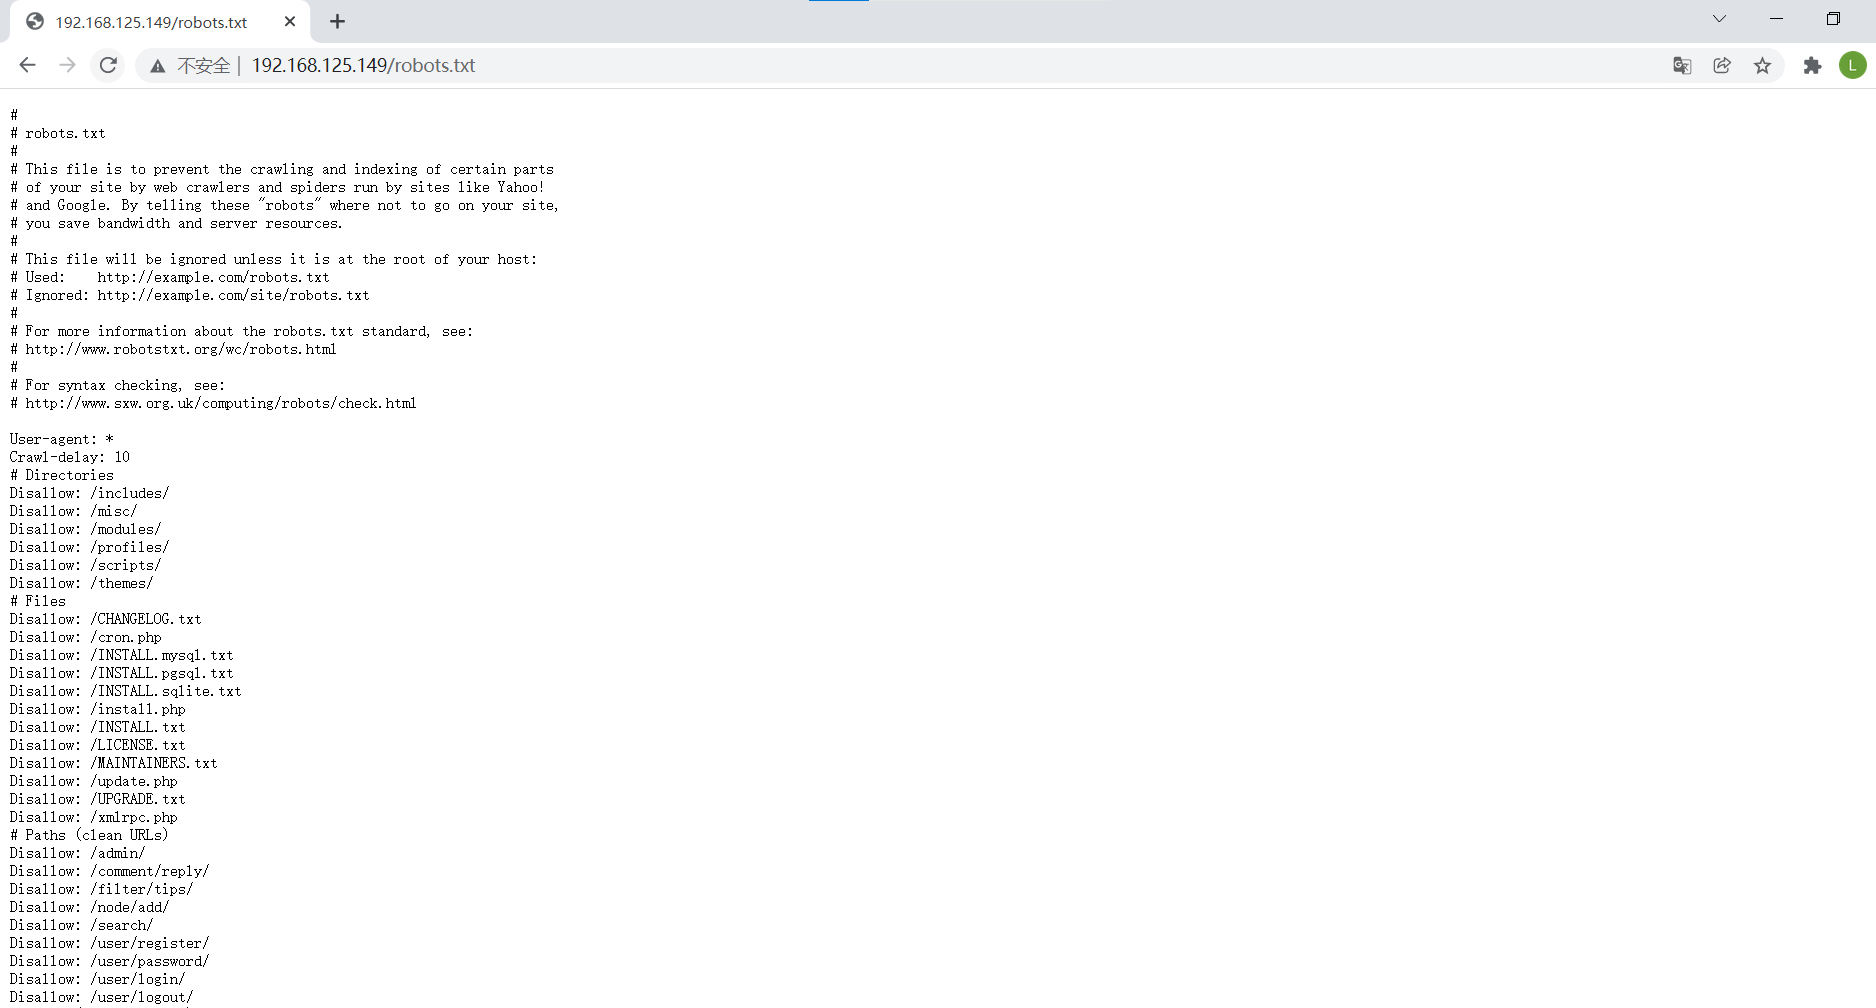 192.168.125.149/robots.txt
不安全 | 192.168.125.149/robots.txt
L
#
# robots.txt
#
# This file is to prevent the crawling and indexing of certain parts
# of your site by web crawlers and spiders run by sites like Yahoo!
# and Google. By telling these "robots" where not to go on your site,
# you save bandwidth and server resources.
#
# This file will be ignored unless it is at the root of your host:
# Used:    http://example.com/robots.txt
# Ignored: http://example.com/site/robots.txt
#
# For more information about the robots.txt standard, see:
# http://www.robotstxt.org/wc/robots.html
#
# For syntax checking, see:
# http://www.sxw.org.uk/computing/robots/check.html
User-agent: *
Crawl-delay: 10
# Directories
Disallow: /includes/
Disallow: /misc/
Disallow: /modules/
Disallow: /profiles/
Disallow: /scripts/
Disallow: /themes/
# Files
Disallow: /CHANGELOG.txt
Disallow: /cron.php
Disallow: /INSTALL.mysql.txt
Disallow: /INSTALL.pgsql.txt
Disallow: /INSTALL.sqlite.txt
Disallow: /install.php
Disallow: /INSTALL.txt
Disallow: /LICENSE.txt
Disallow: /MAINTAINERS.txt
Disallow: /update.php
Disallow: /UPGRADE.txt
Disallow: /xmlrpc.php
# Paths (clean URLs)
Disallow: /admin/
Disallow: /comment/reply/
Disallow: /filter/tips/
Disallow: /node/add/
Disallow: /search/
Disallow: /user/register/
Disallow: /user/password/
Disallow: /user/login/
Disallow: /user/logout/